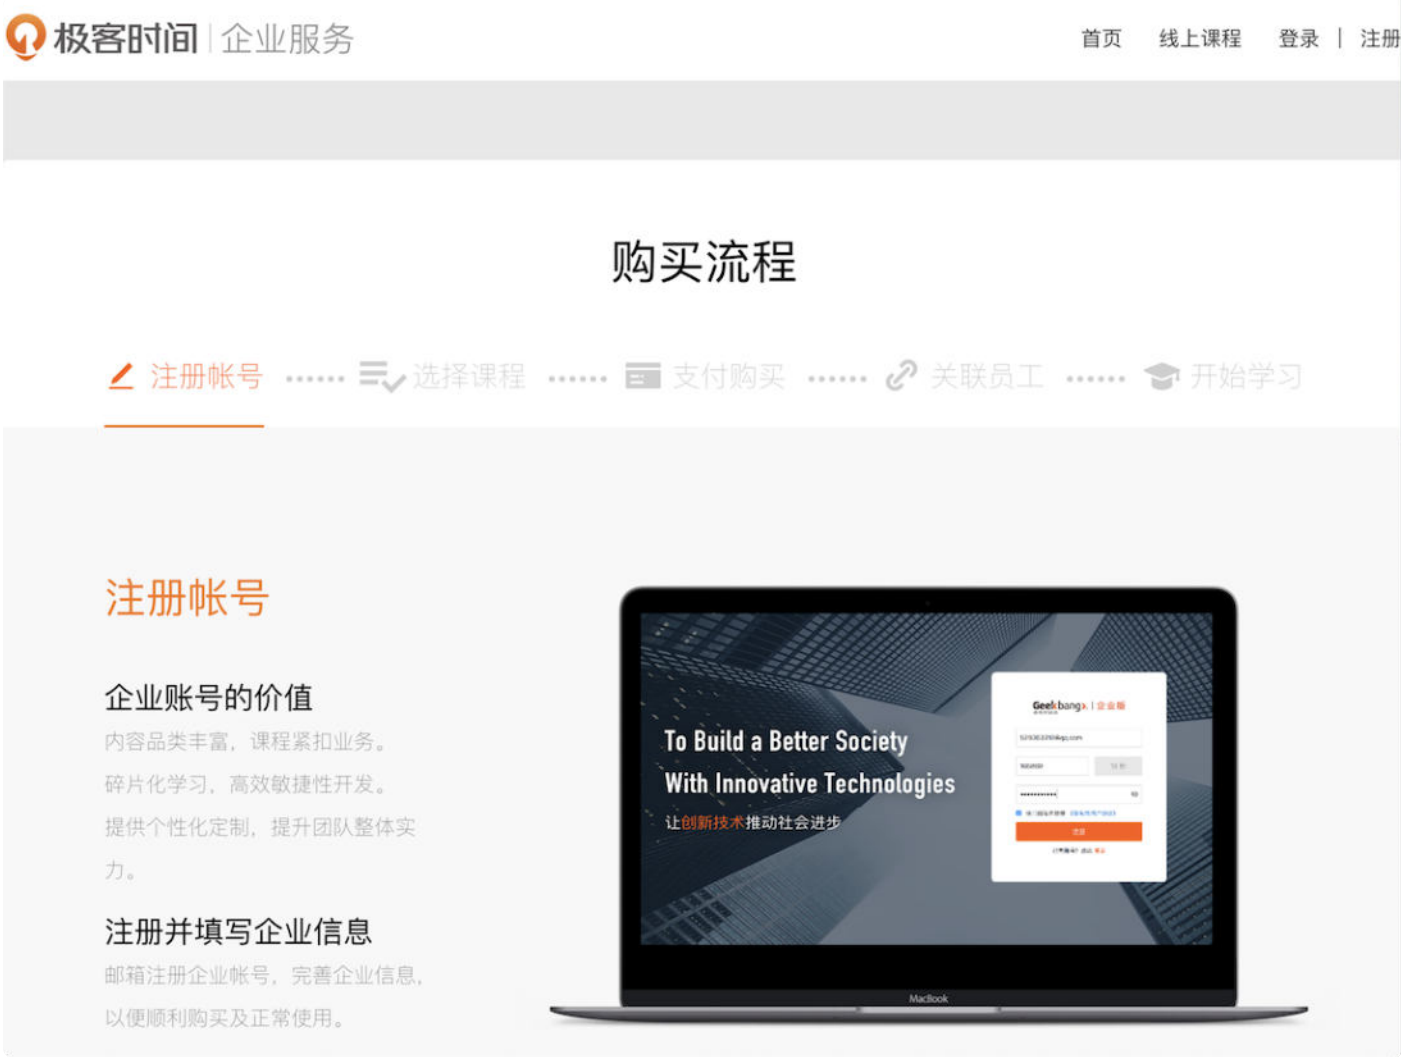 极客时间 | 企业服务
首页 线上课程 登录 | 注册
购买流程
注册帐号 选择课程 支付购买 关联员工 开始学习
注册帐号
企业账号的价值
内容品类丰富，课程紧扣业务。
碎片化学习，高效敏捷性开发。
提供个性化定制，提升团队整体实
力。
注册并填写企业信息
邮箱注册企业帐号，完善企业信息，
以便顺利购买及正常使用。
To Build a Better Society
With Innovative Technologies
让创新技术推动社会进步
Geekbang>. | 企业版
MacBook